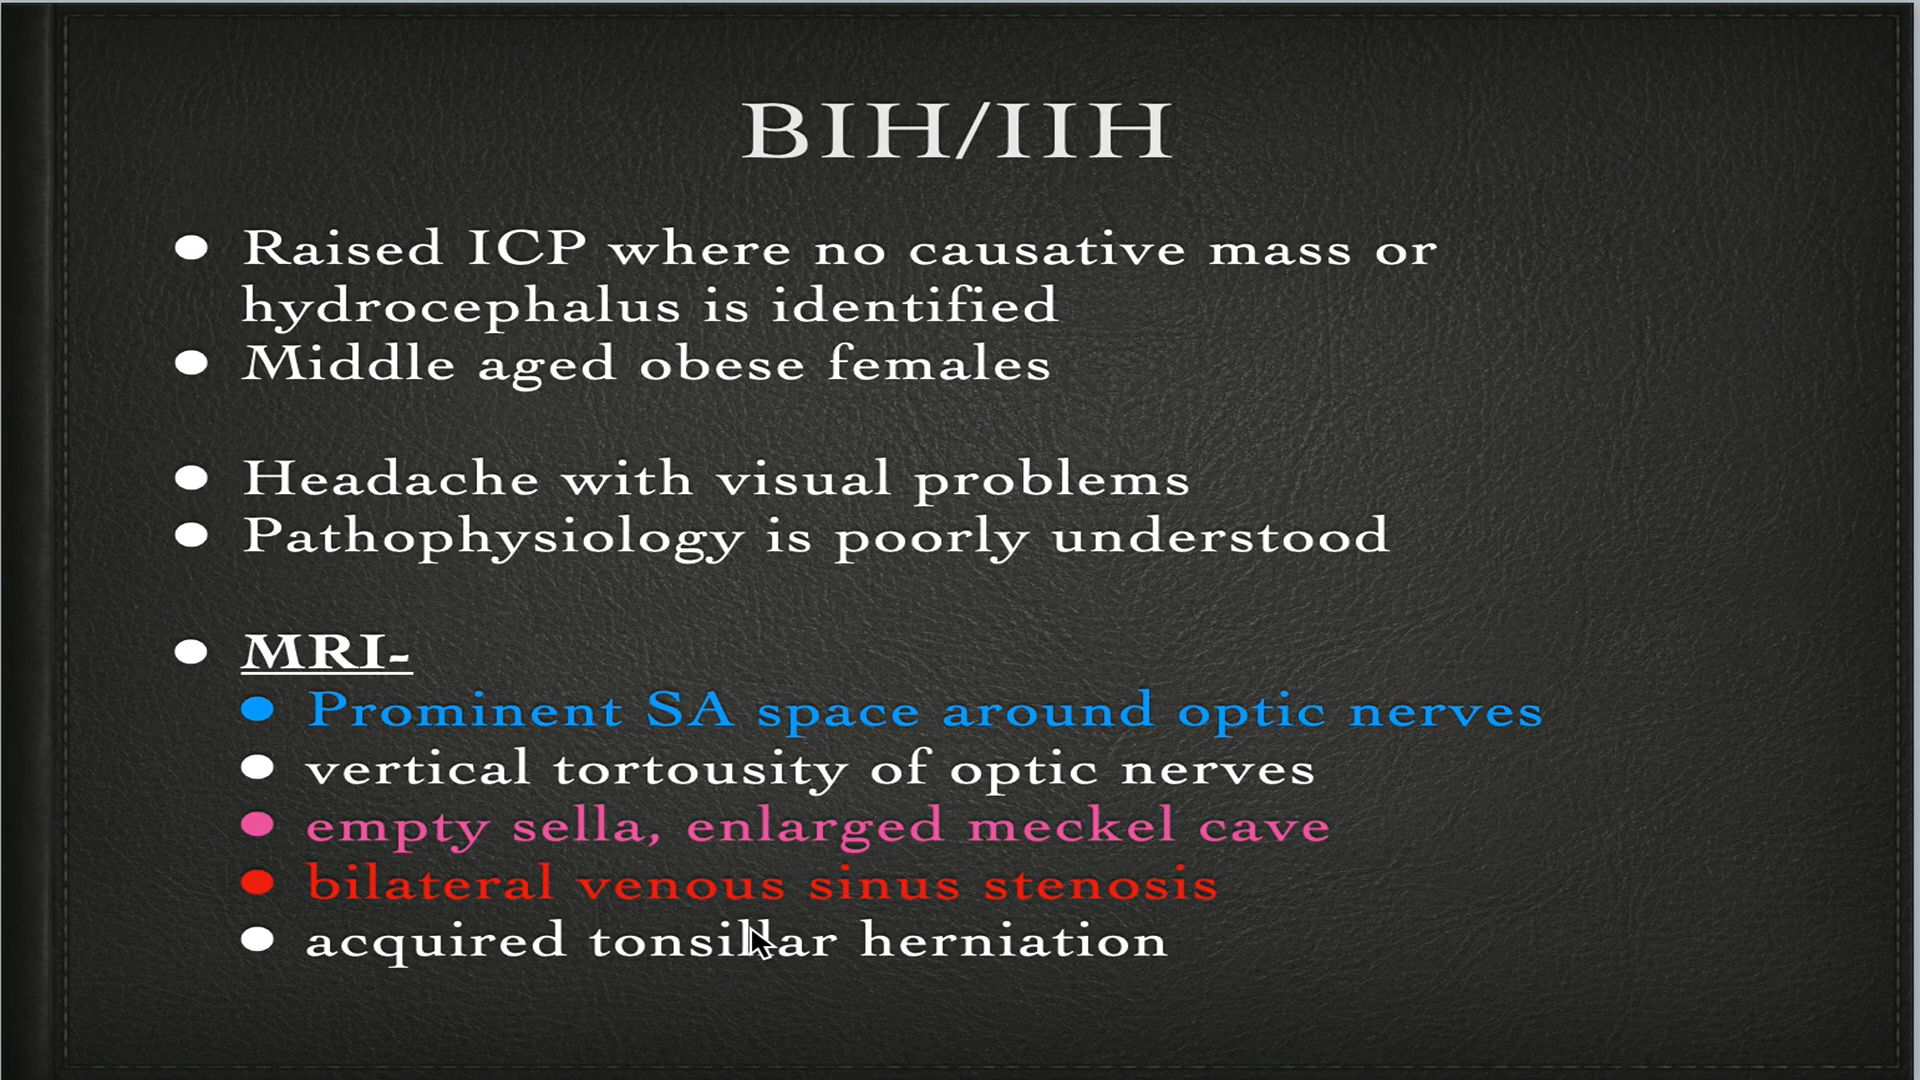 BIH/IIH
Raised ICP where no causative mass or
hydrocephalus is identified
Middle aged obese females
Headache with visual problems
Pathophysiology is poorly understood
MRI-
Prominent SA space around optic nerves
vertical tortousity of optic nerves
empty sella, enlarged meckel cave
bilateral venous sinus stenosis
acquired tonsillar herniation